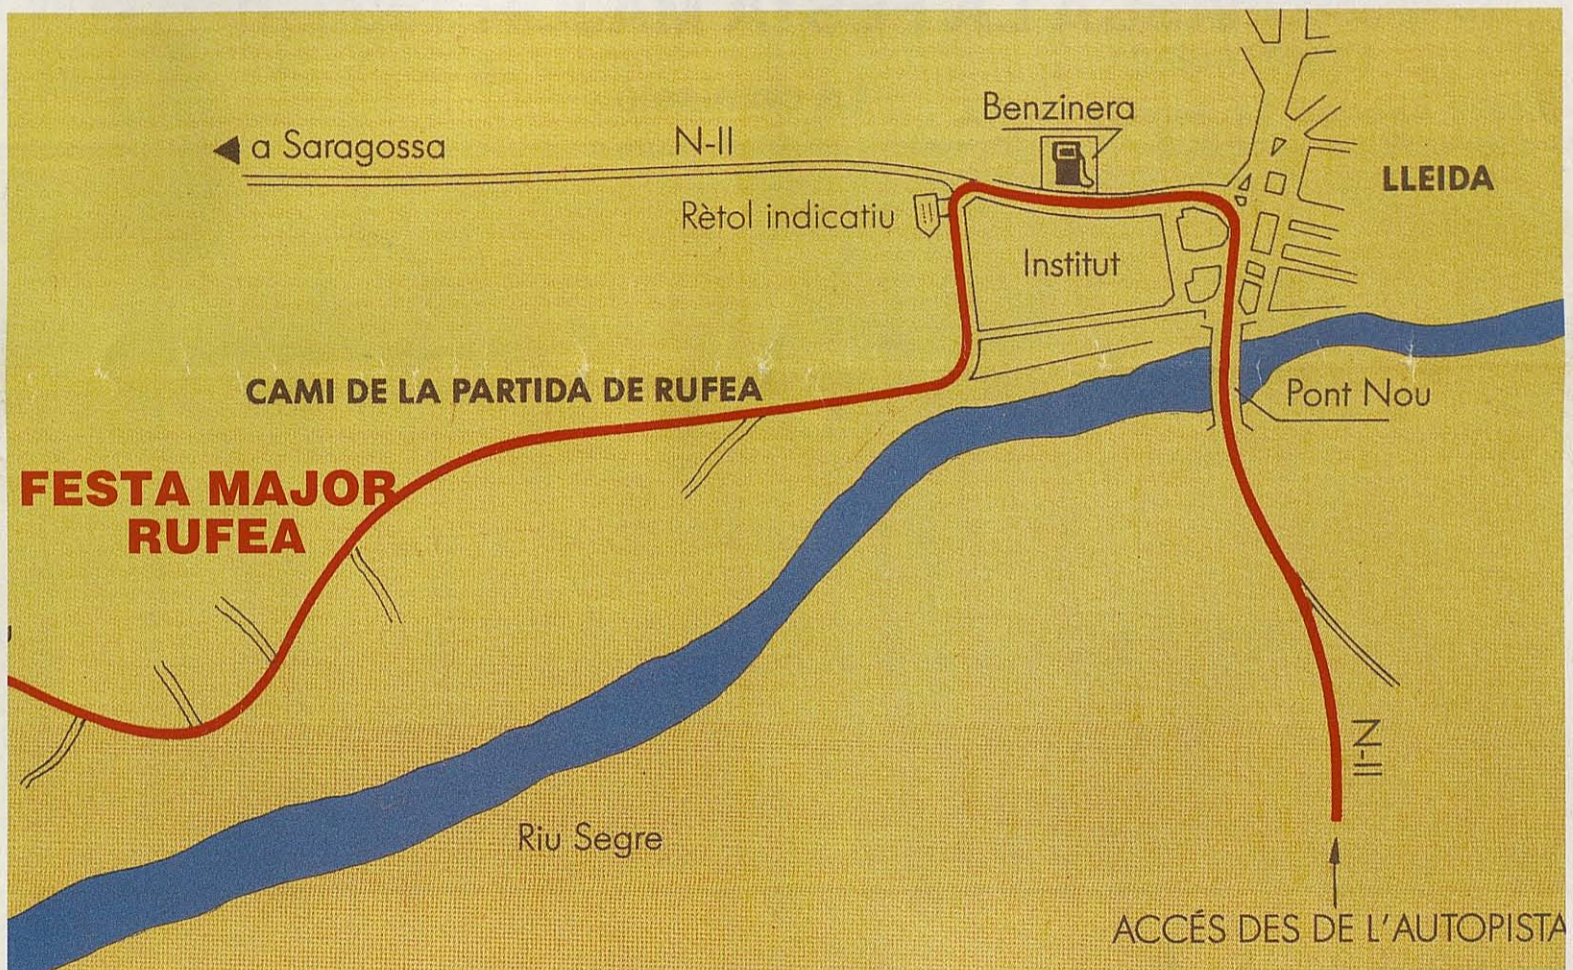 Benzinera
a Saragossa
N-II
LLEIDA
Rètol indicatiu
Institut
CAMI DE LA PARTIDA DE RUFEA
Pont Nou
FESTA MAJOR
RUFEA
N-II
Riu Segre
ACCÉS DES DE L'AUTOPISTA